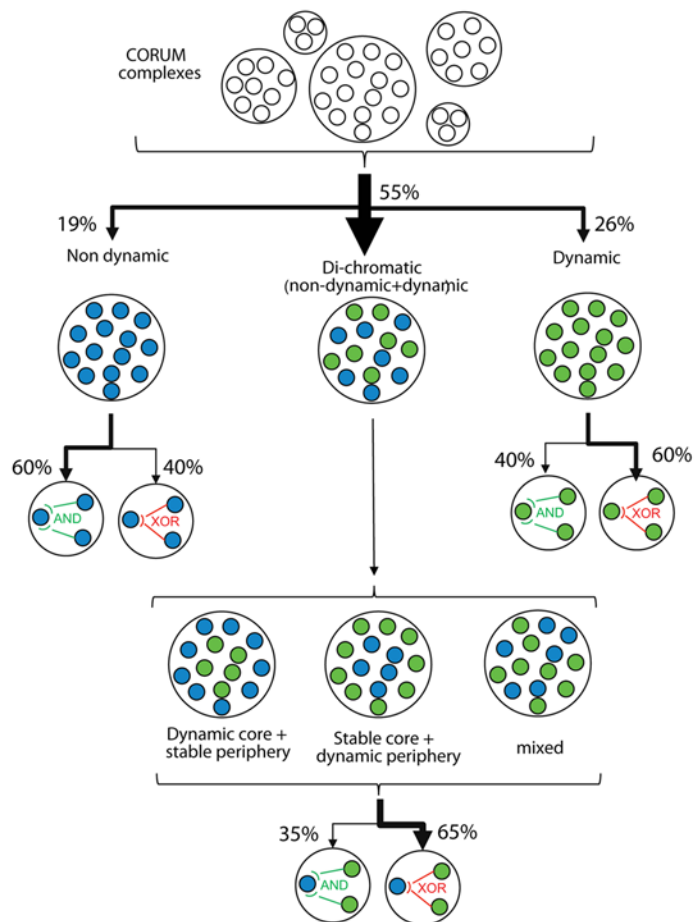 CORUM
complexes
55%
19%
26%
Non dynamic
Di-chromatic
(non-dynamic+dynamic
Dynamic
60%
40%
40%
60%
AND
XOR
AND
XOR
Dynamic core +
stable periphery
Stable core +
dynamic periphery
mixed
35%
65%
AND
XOR